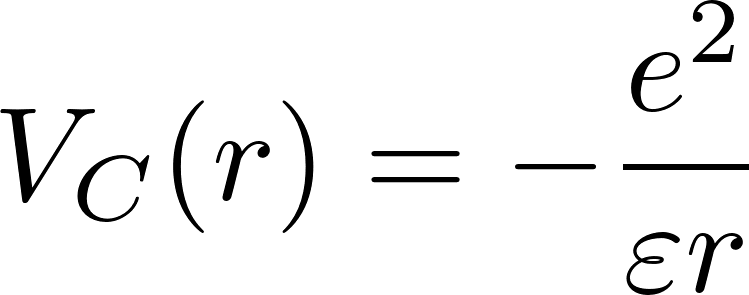 $V_C(r) = -\frac{e^2}{\varepsilon r}$